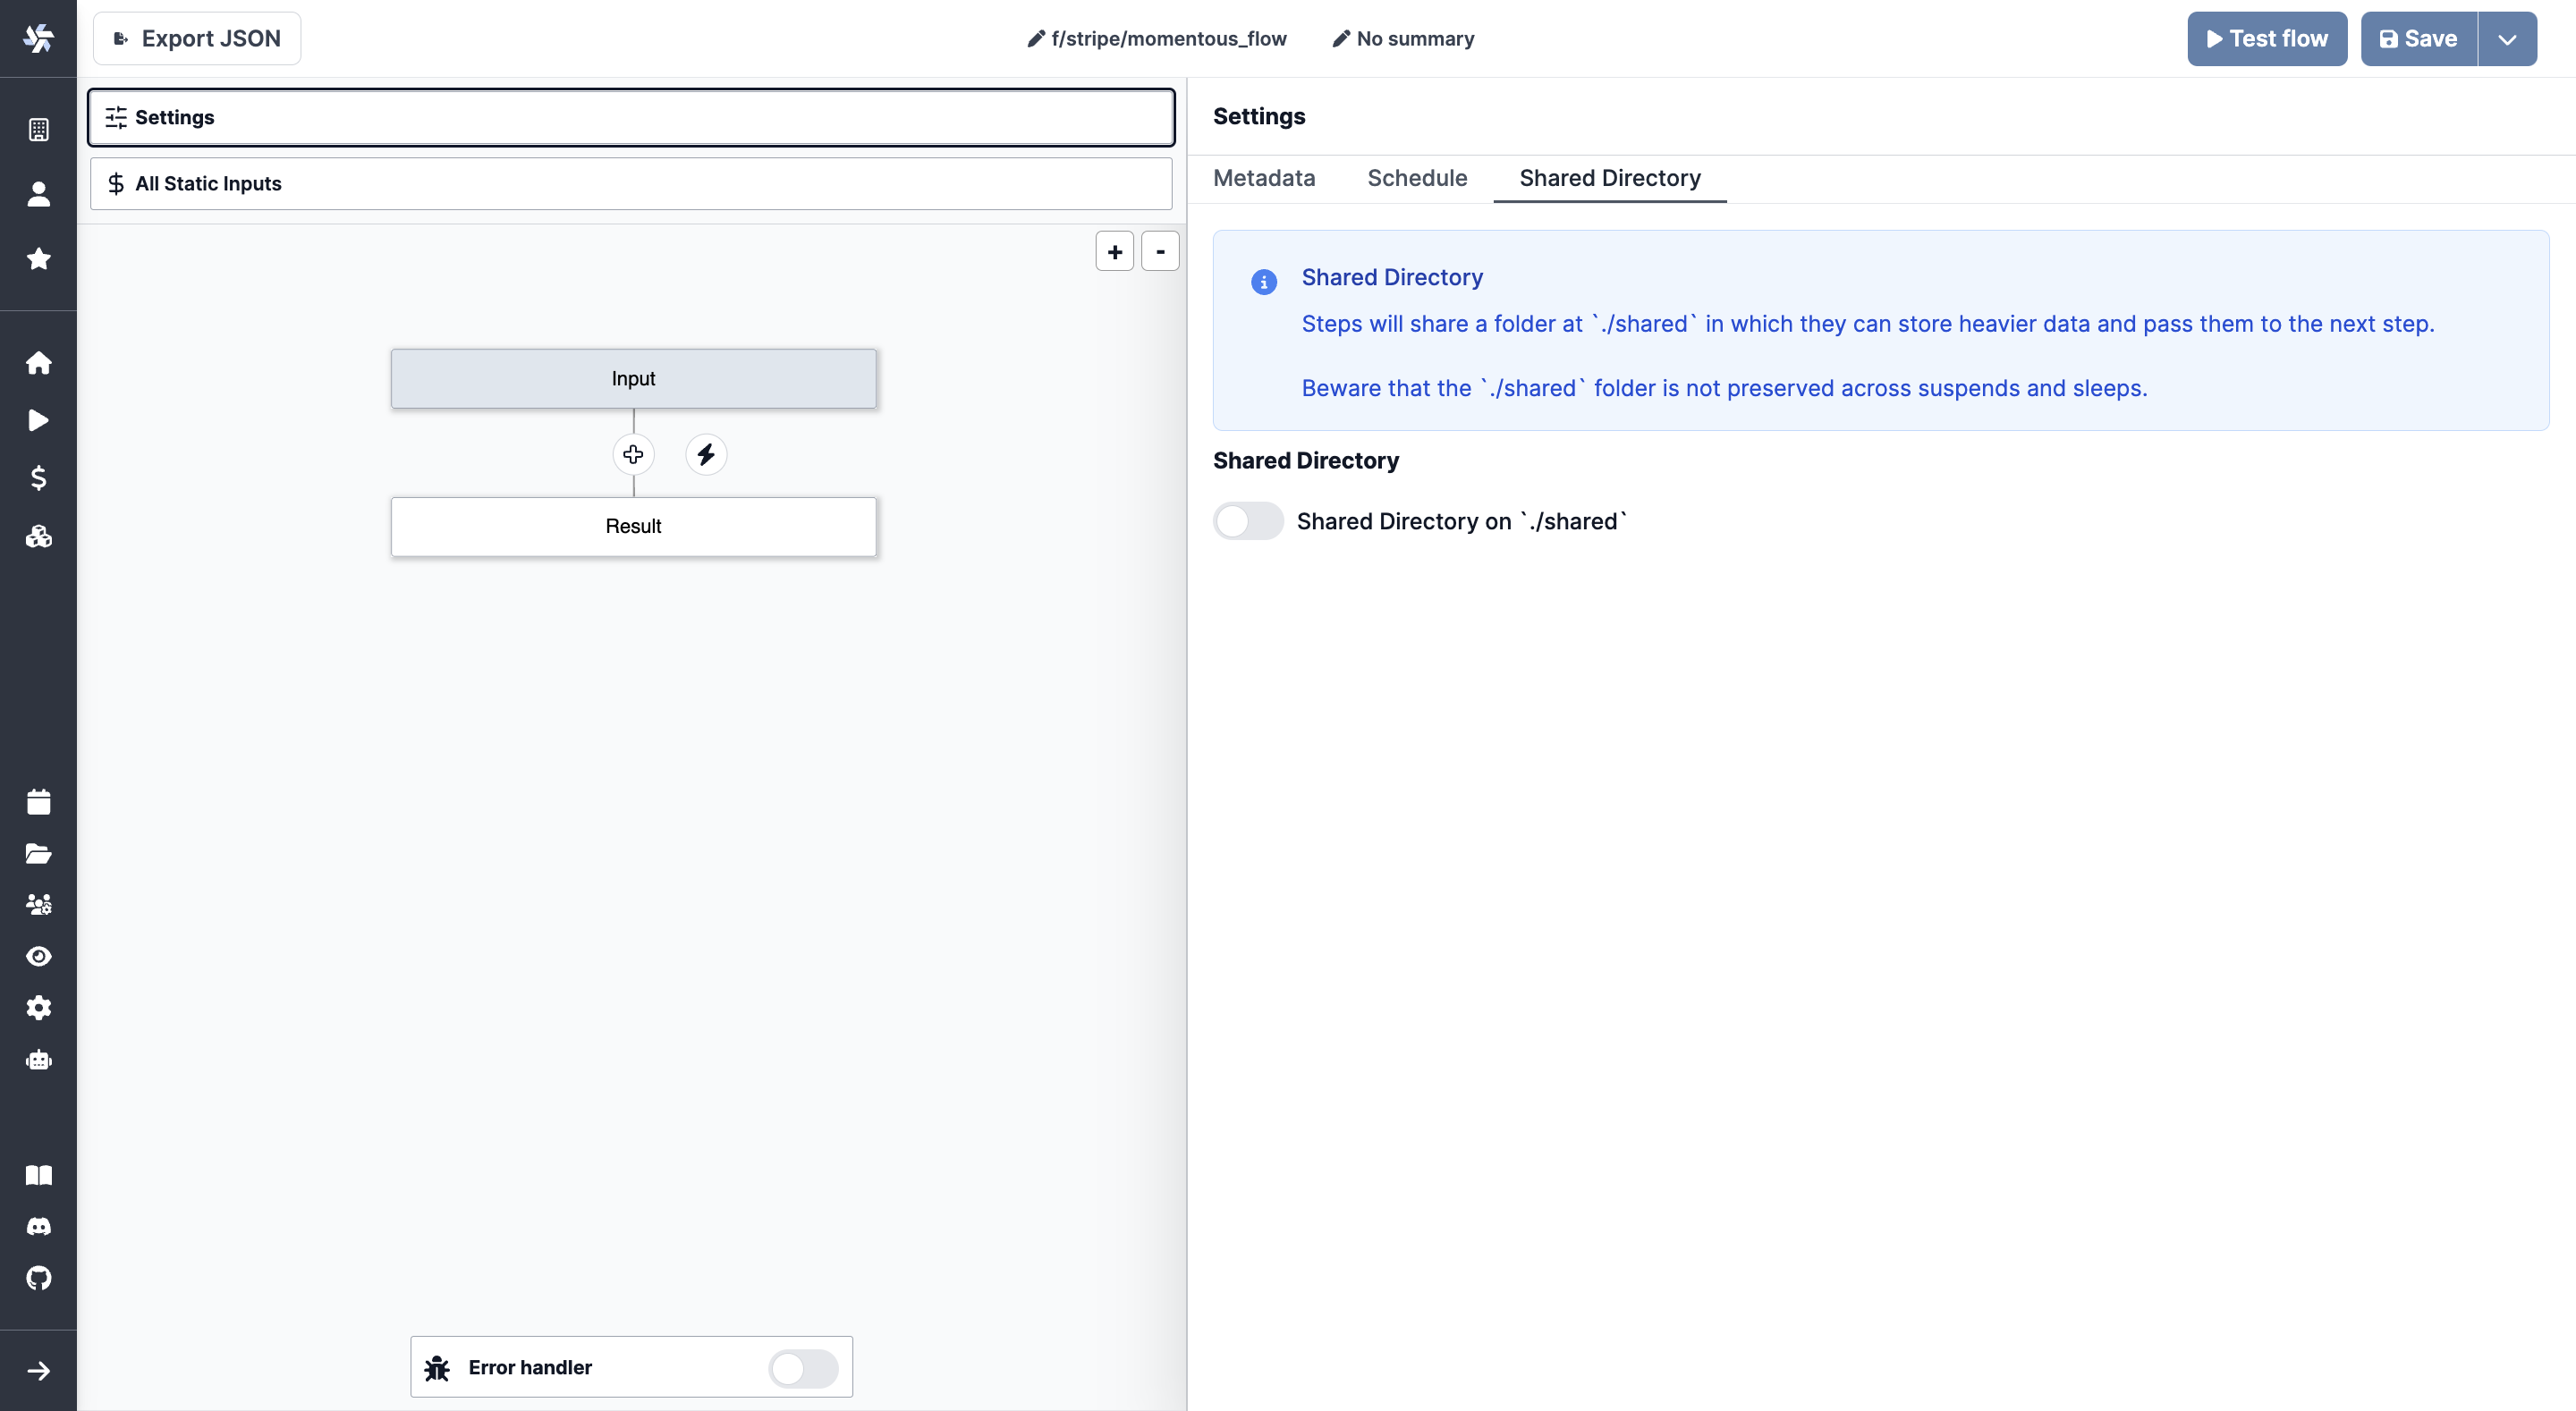 Export JSON
f/stripe/momentous_flow
No summary
Test flow
Save
Settings
All Static Inputs
+
-
Input
Result
Error handler
Settings
Metadata
Schedule
Shared Directory
Shared Directory
Steps will share a folder at `./shared` in which they can store heavier data and pass them to the next step.
Beware that the `./shared` folder is not preserved across suspends and sleeps.
Shared Directory
Shared Directory on `./shared`